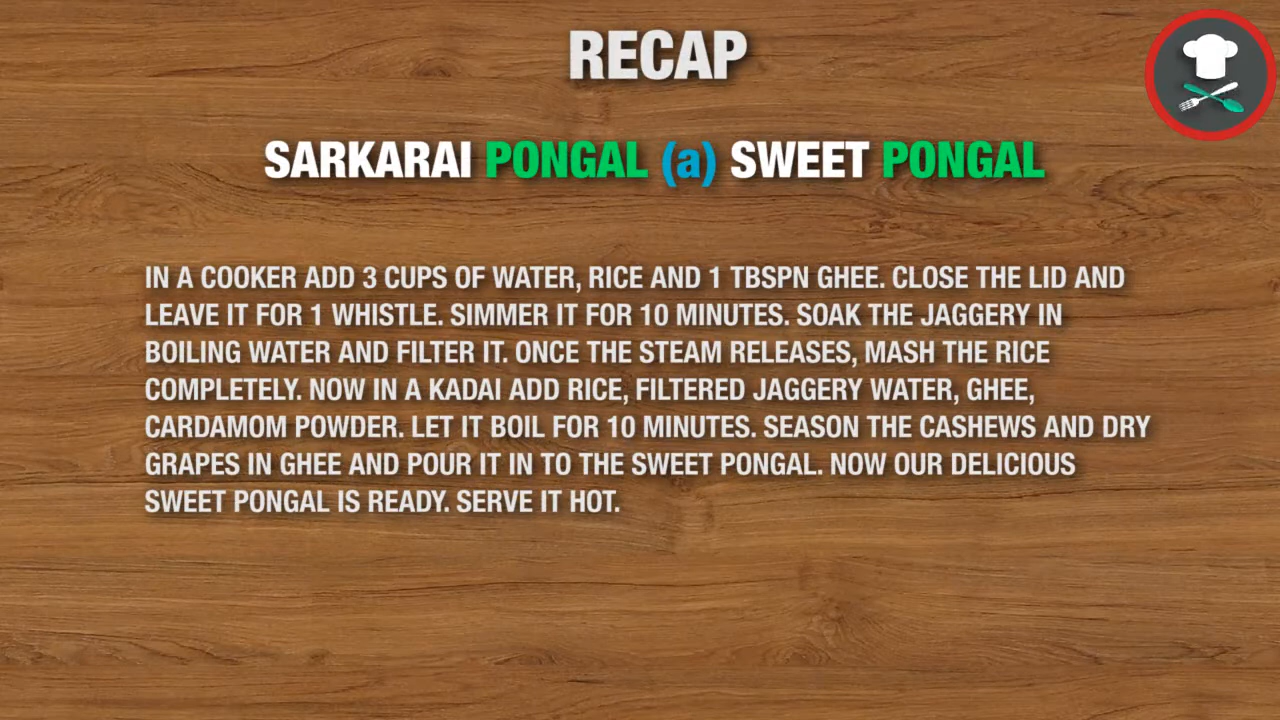 RECAP
SARKARAI PONGAL (a) SWEET PONGAL
IN A COOKER ADD 3 CUPS OF WATER, RICE AND 1 TBSPN GHEE. CLOSE THE LID AND
LEAVE IT FOR 1 WHISTLE. SIMMER IT FOR 10 MINUTES. SOAK THE JAGGERY IN
BOILING WATER AND FILTER IT. ONCE THE STEAM RELEASES, MASH THE RICE
COMPLETELY. NOW IN A KADAI ADD RICE, FILTERED JAGGERY WATER, GHEE,
CARDAMOM POWDER. LET IT BOIL FOR 10 MINUTES. SEASON THE CASHEWS AND DRY
GRAPES IN GHEE AND POUR IT IN TO THE SWEET PONGAL. NOW OUR DELICIOUS
SWEET PONGAL IS READY. SERVE IT HOT.